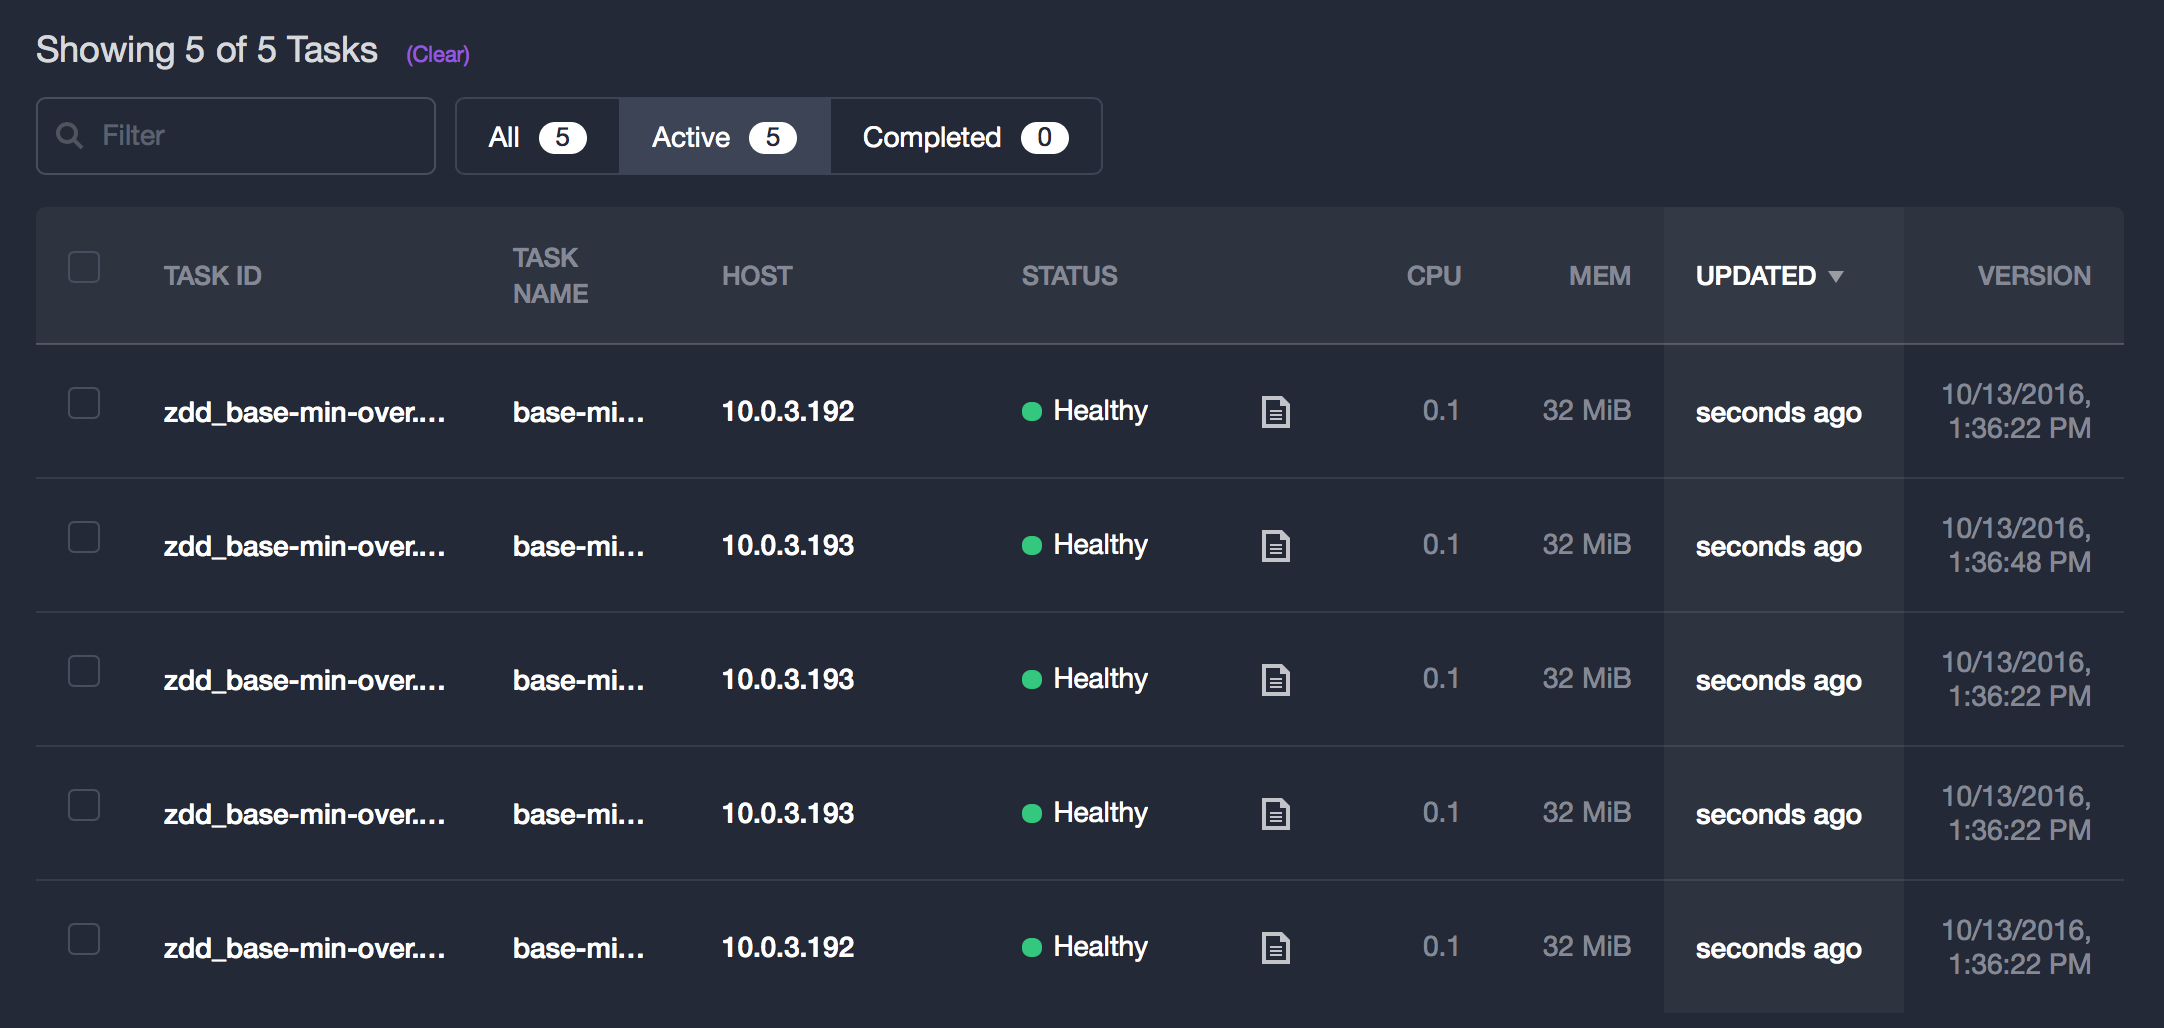 Showing 5 of 5 Tasks (Clear)
Filter All 5 Active 5 Completed 0
TASK ID TASK NAME HOST STATUS CPU MEM UPDATED VERSION
zdd_base-min-over.... base-mi... 10.0.3.192 Healthy 0.1 32 MiB seconds ago 10/13/2016, 1:36:22 PM
zdd_base-min-over.... base-mi... 10.0.3.193 Healthy 0.1 32 MiB seconds ago 10/13/2016, 1:36:48 PM
zdd_base-min-over.... base-mi... 10.0.3.193 Healthy 0.1 32 MiB seconds ago 10/13/2016, 1:36:22 PM
zdd_base-min-over.... base-mi... 10.0.3.193 Healthy 0.1 32 MiB seconds ago 10/13/2016, 1:36:22 PM
zdd_base-min-over.... base-mi... 10.0.3.192 Healthy 0.1 32 MiB seconds ago 10/13/2016, 1:36:22 PM